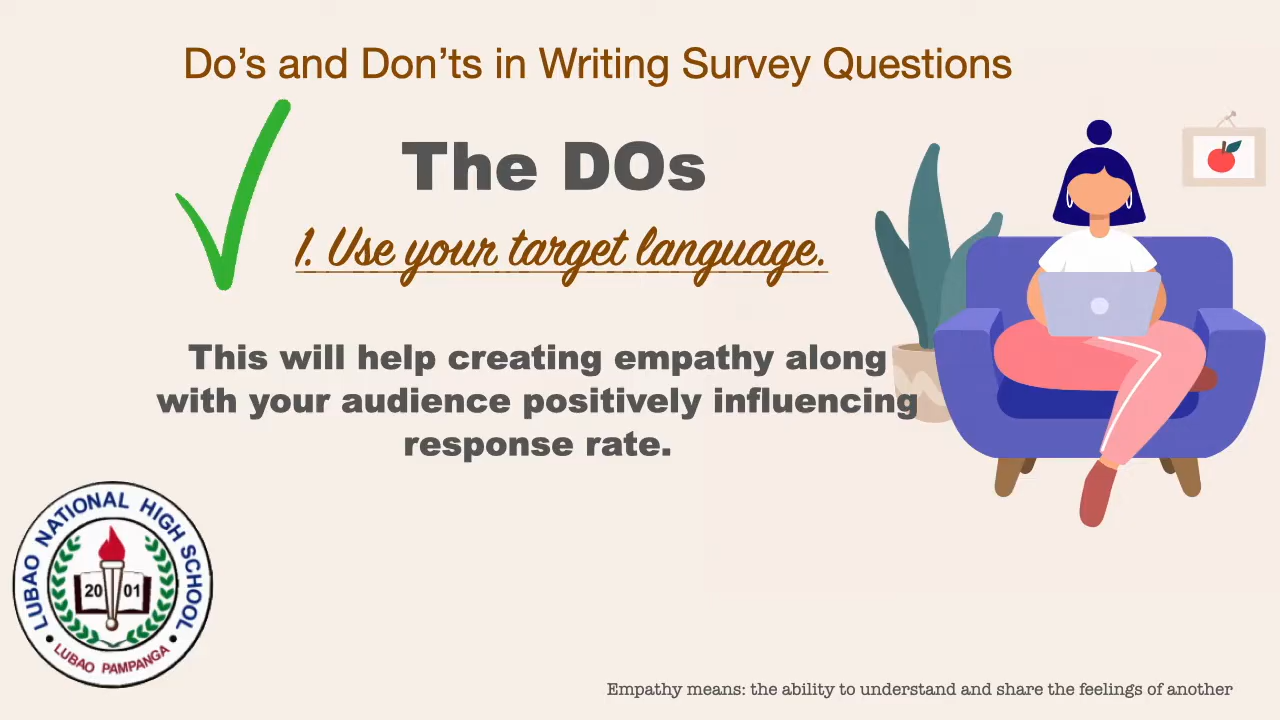 Do’s and Don’ts in Writing Survey Questions
The DOs
1. Use your target language.
This will help creating empathy along
with your audience positively influencing
response rate.
LUBAO NATIONAL HIGH SCHOOL
20 01
LUBAO PAMPANGA
Empathy means: the ability to understand and share the feelings of another